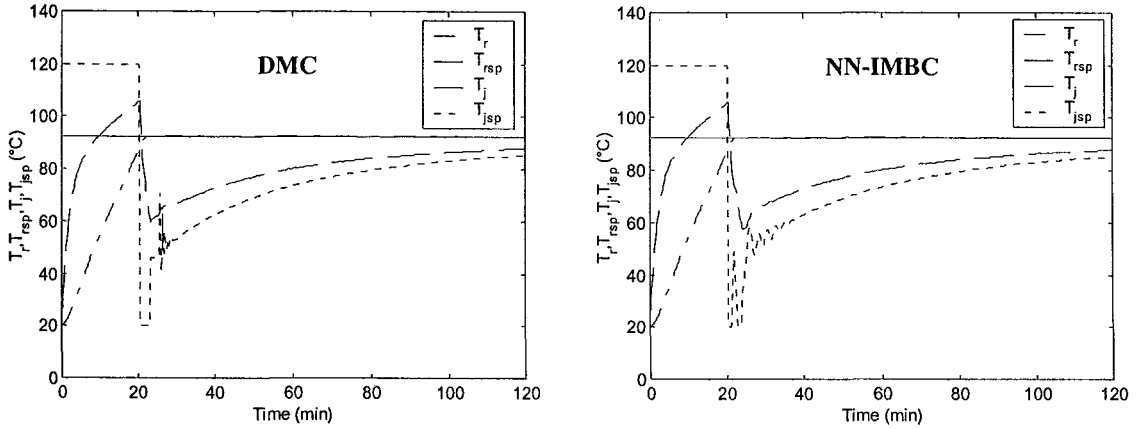 140
120
100
80
60
40
20
0
T_r,T_rsp,T_j,T_jsp (°C)
DMC
T_r
T_rsp
T_j
T_jsp
0 20 40 60 80 100 120
Time (min)
140
120
100
80
60
40
20
0
T_r,T_rsp,T_j,T_jsp (°C)
NN-IMBC
T_r
T_rsp
T_j
T_jsp
0 20 40 60 80 100 120
Time (min)